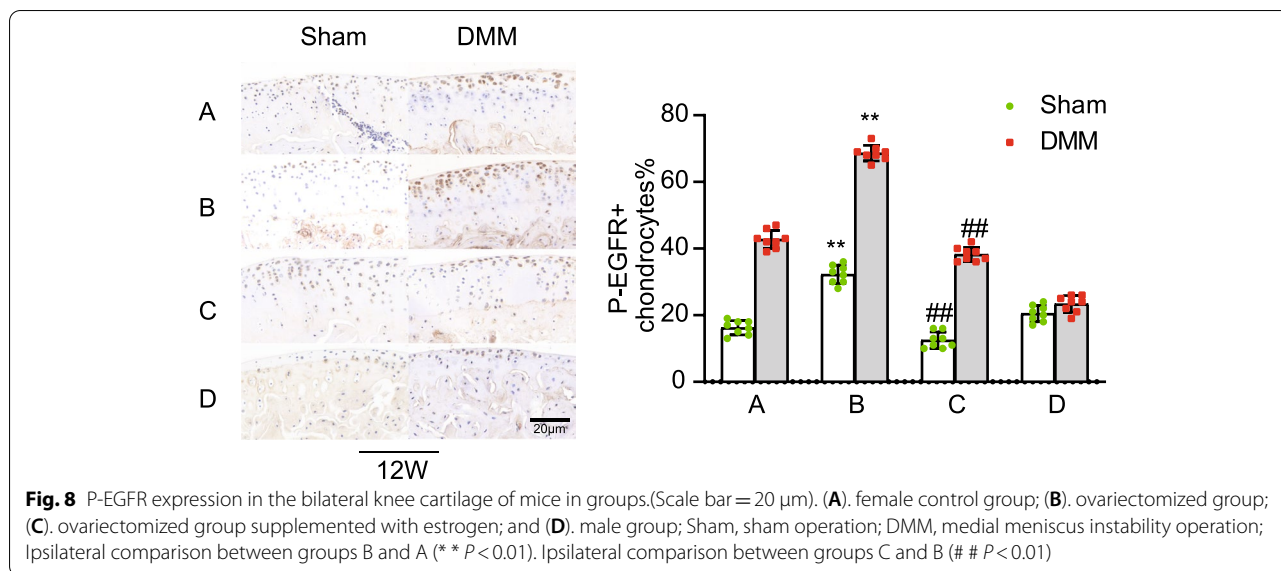 Sham DMM
A
B
C
D
20μm
12W
P-EGFR+
chondrocytes%
80
60
40
20
0
**
**
##
##
A B C D
Sham
DMM
Fig. 8 P-EGFR expression in the bilateral knee cartilage of mice in groups.(Scale bar = 20 μm). (A). female control group; (B). ovariectomized group;
(C). ovariectomized group supplemented with estrogen; and (D). male group; Sham, sham operation; DMM, medial meniscus instability operation;
Ipsilateral comparison between groups B and A (* * P < 0.01). Ipsilateral comparison between groups C and B (# # P < 0.01)